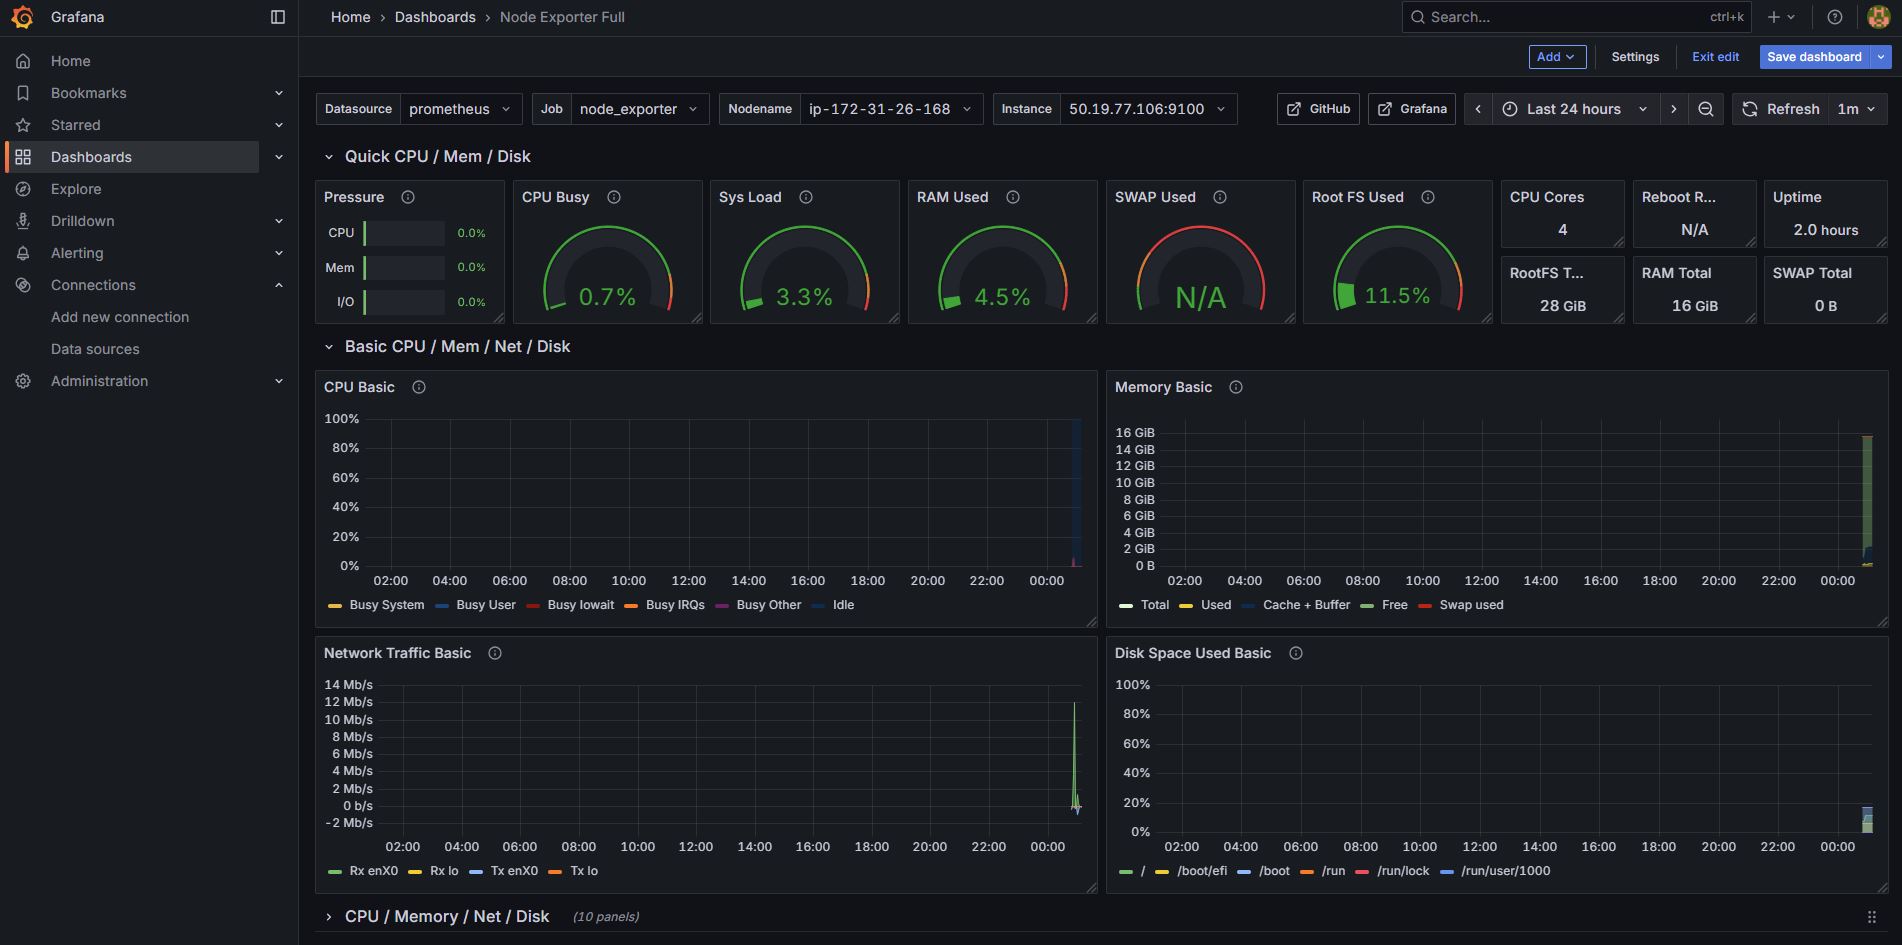 Grafana
Home › Dashboards › Node Exporter Full
Search...
ctrl+k
Add
Settings
Exit edit
Save dashboard
Home
Bookmarks
Starred
Dashboards
Explore
Drilldown
Alerting
Connections
Add new connection
Data sources
Administration
Datasource prometheus
Job node_exporter
Nodename ip-172-31-26-168
Instance 50.19.77.106:9100
GitHub
Grafana
Last 24 hours
Refresh 1m
Quick CPU / Mem / Disk
Pressure
CPU 0.0%
Mem 0.0%
I/O 0.0%
CPU Busy
0.7%
Sys Load
3.3%
RAM Used
4.5%
SWAP Used
N/A
Root FS Used
11.5%
CPU Cores
4
Reboot R...
N/A
Uptime
2.0 hours
RootFS T...
28 GiB
RAM Total
16 GiB
SWAP Total
0 B
Basic CPU / Mem / Net / Disk
CPU Basic
100%
80%
60%
40%
20%
0%
02:00 04:00 06:00 08:00 10:00 12:00 14:00 16:00 18:00 20:00 22:00 00:00
Busy System Busy User Busy Iowait Busy IRQs Busy Other Idle
Memory Basic
16 GiB
14 GiB
12 GiB
10 GiB
8 GiB
6 GiB
4 GiB
2 GiB
0 B
02:00 04:00 06:00 08:00 10:00 12:00 14:00 16:00 18:00 20:00 22:00 00:00
Total Used Cache + Buffer Free Swap used
Network Traffic Basic
14 Mb/s
12 Mb/s
10 Mb/s
8 Mb/s
6 Mb/s
4 Mb/s
2 Mb/s
0 b/s
-2 Mb/s
02:00 04:00 06:00 08:00 10:00 12:00 14:00 16:00 18:00 20:00 22:00 00:00
Rx enX0 Rx lo Tx enX0 Tx lo
Disk Space Used Basic
100%
80%
60%
40%
20%
0%
02:00 04:00 06:00 08:00 10:00 12:00 14:00 16:00 18:00 20:00 22:00 00:00
/ /boot/efi /boot /run /run/lock /run/user/1000
CPU / Memory / Net / Disk (10 panels)